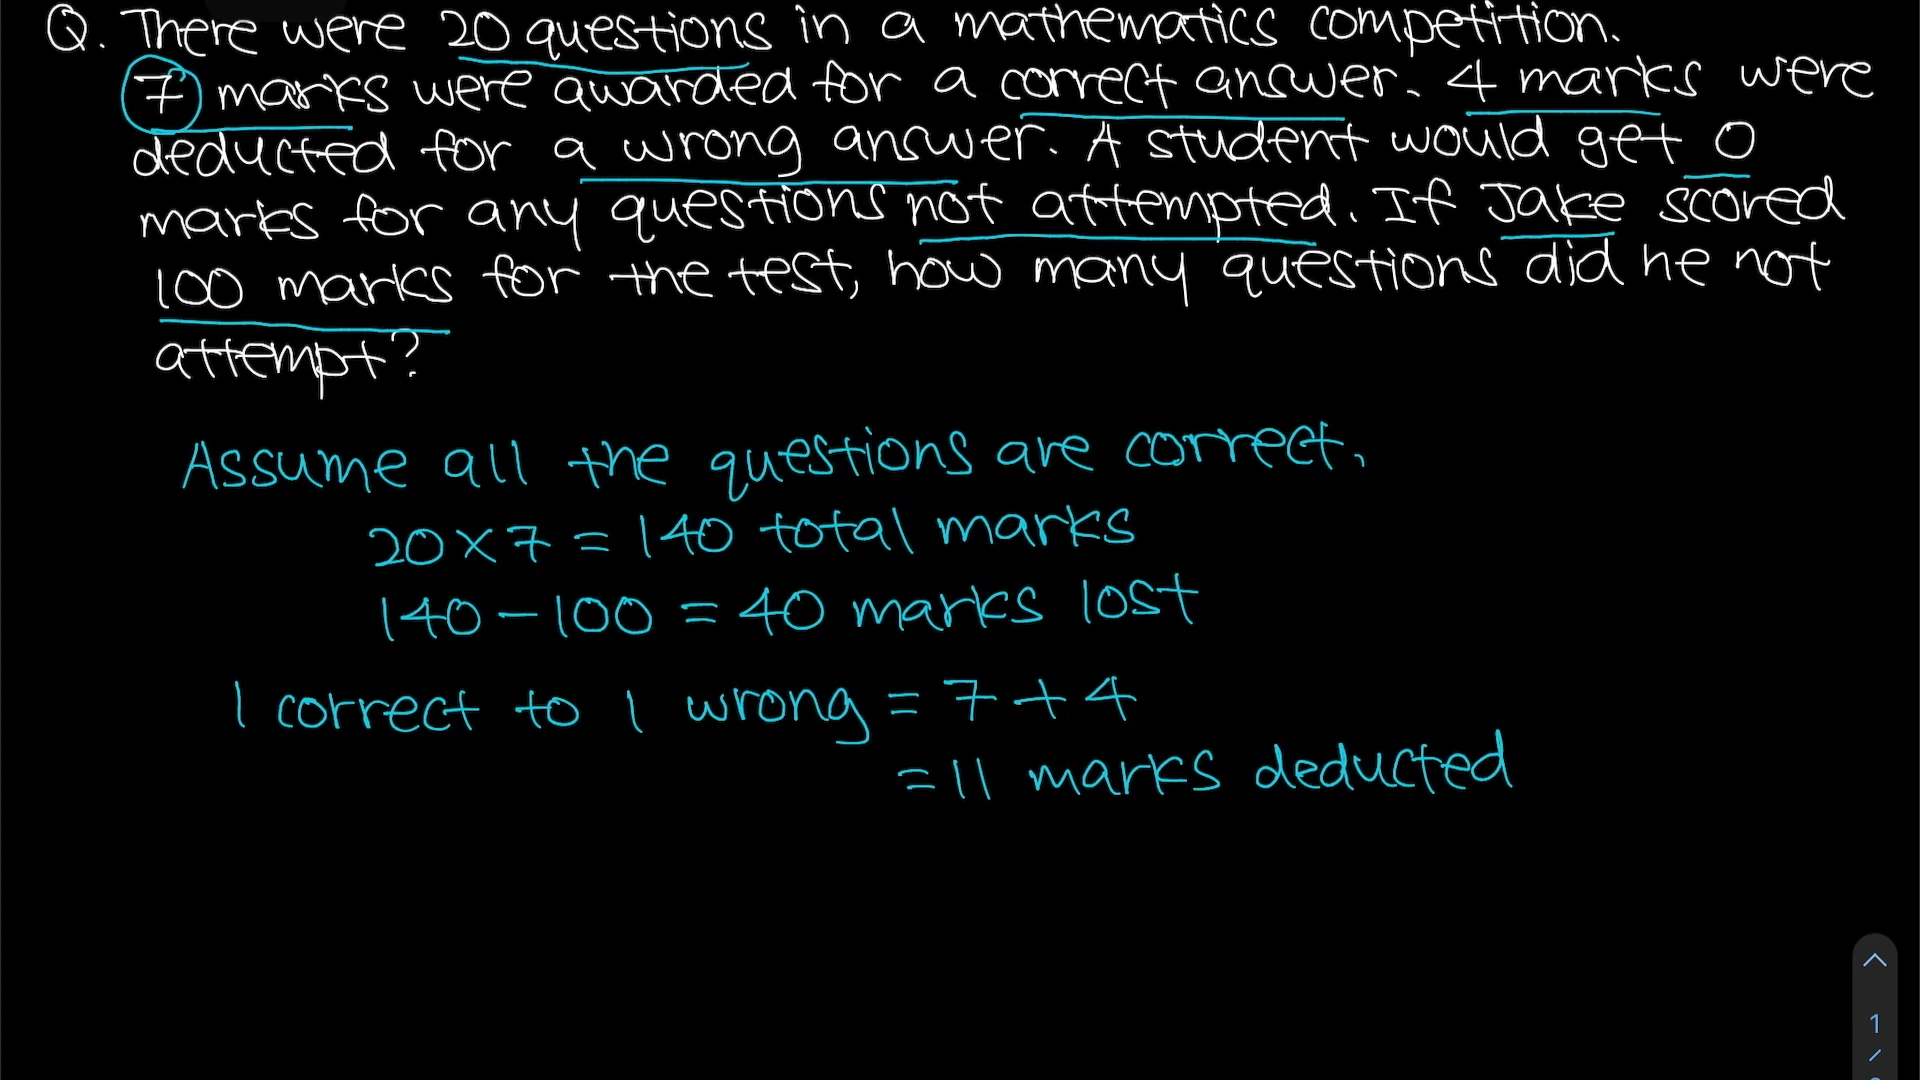 Q. There were 20 questions in a mathematics competition.
7 marks were awarded for a correct answer. 4 marks were
deducted for a wrong answer. A student would get 0
marks for any questions not attempted. If Jake scored
100 marks for the test, how many questions did he not
attempt?
Assume all the questions are correct.
20 × 7 = 140 total marks
140 - 100 = 40 marks lost
1 correct to 1 wrong = 7 + 4
= 11 marks deducted
1
/